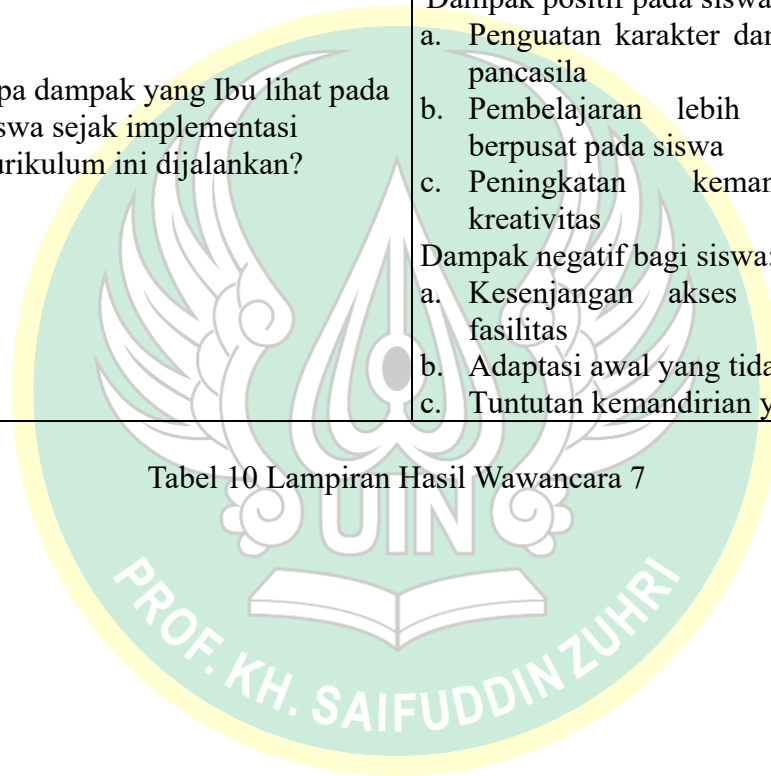 pa dampak yang Ibu lihat pada
swa sejak implementasi
urikulum ini dijalankan?
Dampak positif pada siswa
a. Penguatan karakter dan
pancasila
b. Pembelajaran lebih
berpusat pada siswa
c. Peningkatan keman
kreativitas
Dampak negatif bagi siswa:
a. Kesenjangan akses
fasilitas
b. Adaptasi awal yang tida
c. Tuntutan kemandirian y
Tabel 10 Lampiran Hasil Wawancara 7
UIN
PROF. KH. SAIFUDDIN ZUHRI